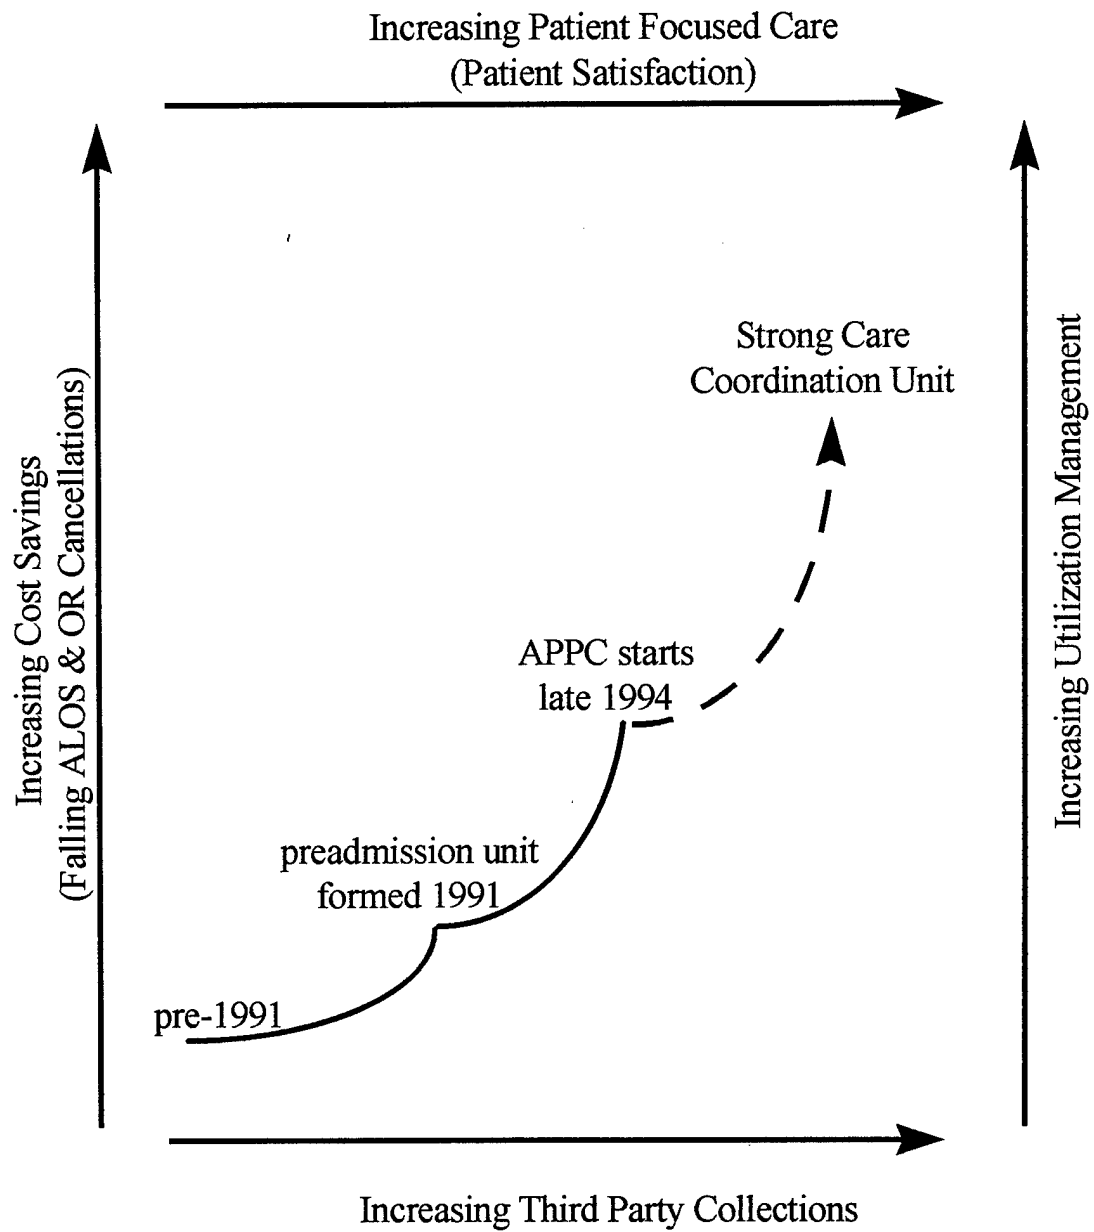 Increasing Patient Focused Care
(Patient Satisfaction)
Increasing Cost Savings
(Falling ALOS & OR Cancellations)
Strong Care
Coordination Unit
APPC starts
late 1994
preadmission unit
formed 1991
pre-1991
Increasing Utilization Management
Increasing Third Party Collections